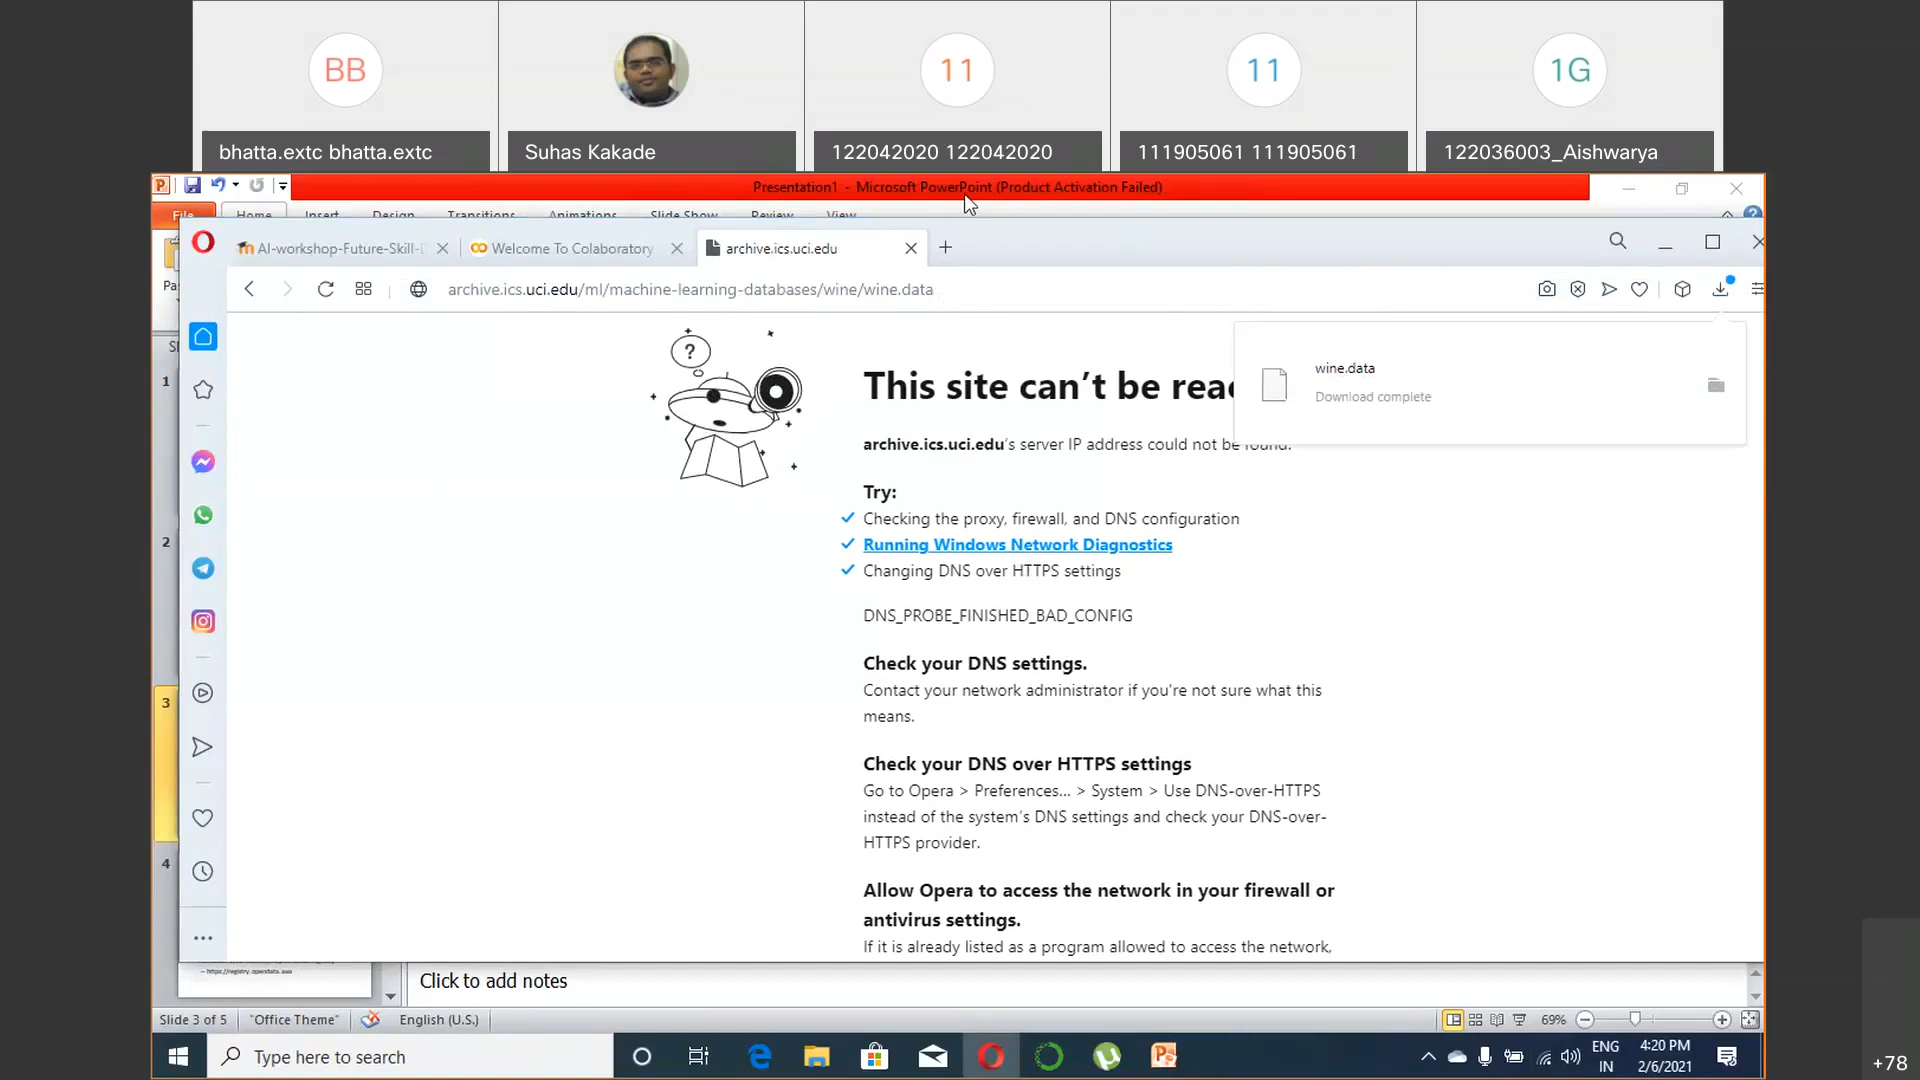 BB
11
11
1G
bhatta.extc bhatta.extc
Suhas Kakade
122042020 122042020
111905061 111905061
122036003_Aishwarya
Presentation1 - Microsoft PowerPoint (Product Activation Failed)
File
Home
Insert
Design
Transitions
Animations
Slide Show
Review
View
AI-workshop-Future-Skill-D
Welcome To Colaboratory
archive.ics.uci.edu
archive.ics.uci.edu/ml/machine-learning-databases/wine/wine.data
?
This site can't be
wine.data
Download complete
archive.ics.uci.edu's server IP address could not be found.
Try:
Checking the proxy, firewall, and DNS configuration
Running Windows Network Diagnostics
Changing DNS over HTTPS settings
DNS_PROBE_FINISHED_BAD_CONFIG
Check your DNS settings.
Contact your network administrator if you're not sure what this
means.
Check your DNS over HTTPS settings
Go to Opera > Preferences… > System > Use DNS-over-HTTPS
instead of the system's DNS settings and check your DNS-over-
HTTPS provider.
Allow Opera to access the network in your firewall or
antivirus settings.
If it is already listed as a program allowed to access the network,
1
2
3
4
Click to add notes
Slide 3 of 5
"Office Theme"
English (U.S.)
69%
Type here to search
ENG
IN
4:20 PM
2/6/2021
+78